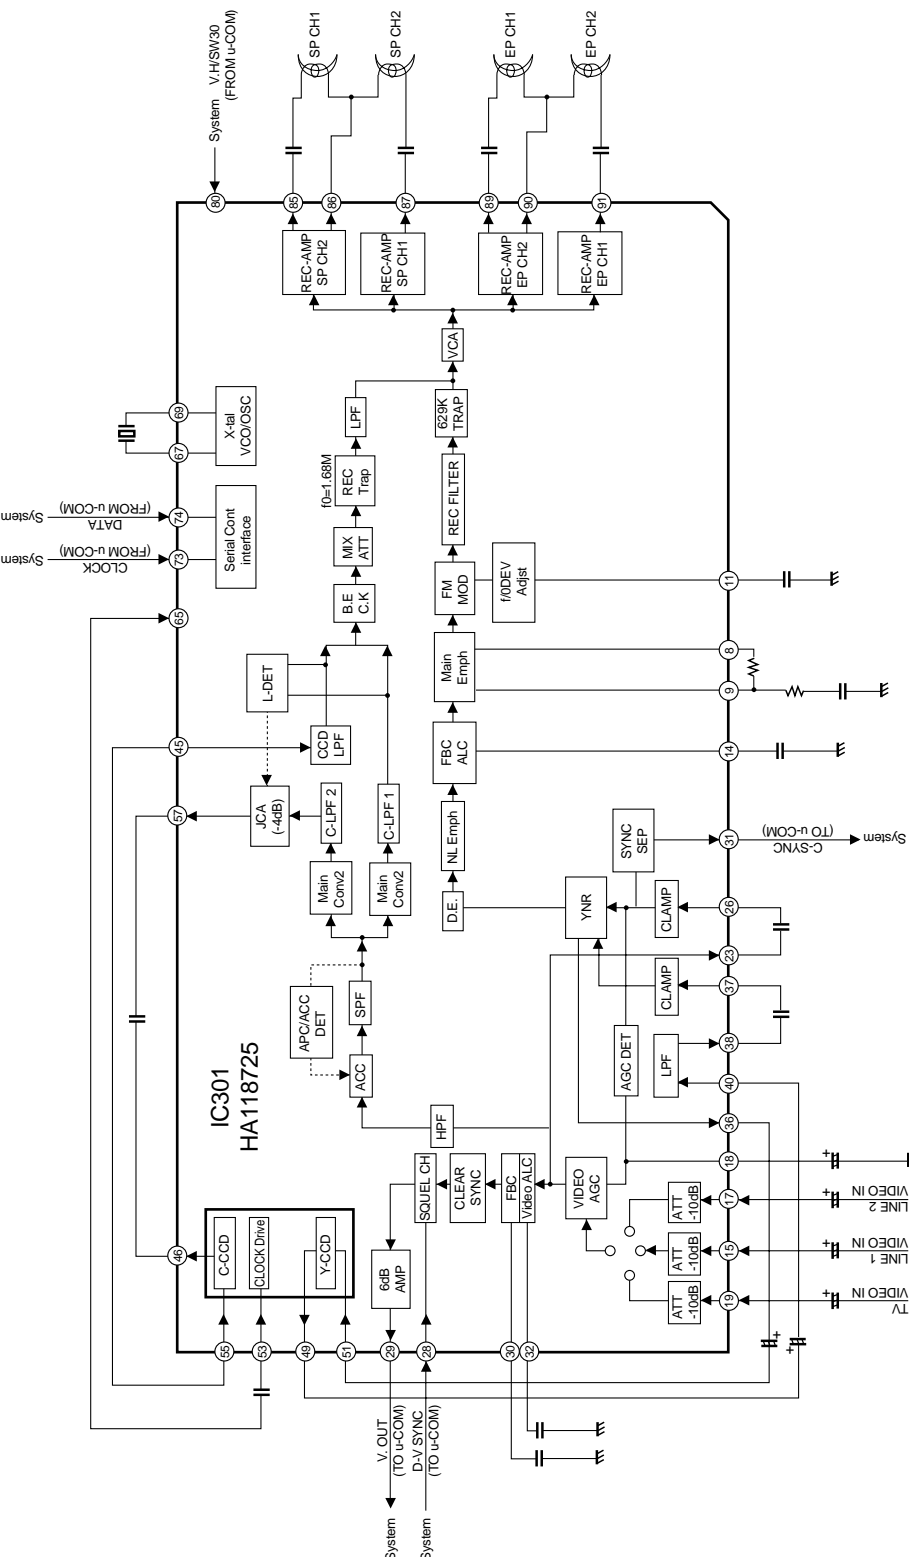 SP CH1
SP CH2
EP CH1
EP CH2
System
V.H/SW30
(FROM u-COM)
80
85
86
87
89
90
91
REC-AMP
SP CH2
REC-AMP
SP CH1
REC-AMP
EP CH2
REC-AMP
EP CH1
VCA
69
67
X-tal
VCO/OSC
System
DATA
(FROM u-COM)
74
System
CLOCK
(FROM u-COM)
73
Serial Cont
interface
65
LPF
629K
TRAP
f0=1.68M
REC
Trap
REC FILTER
MIX
ATT
B.E
C.K
FM
MOD
f/0DEV
Adjst
11
L-DET
Main
Emph
8
9
45
CCD
LPF
FBC
ALC
14
57
JCA
(-4dB)
C-LPF 2
C-LPF 1
NL Emph
SYNC
SEP
31
C-SYNC
(TO u-COM)
System
Main
Conv2
Main
Conv2
D.E.
YNR
CLAMP
26
23
APC/ACC
DET
SPF
CLAMP
37
IC301
HA118725
ACC
AGC DET
LPF
38
40
HPF
36
18
SQUEL CH
CLEAR
SYNC
FBC
Video ALC
VIDEO
AGC
ATT
-10dB
17
LINE 2
VIDEO IN
46
C-CCD
CLOCK Drive
Y-CCD
6dB
AMP
ATT
-10dB
15
LINE 1
VIDEO IN
ATT
-10dB
19
TV
VIDEO IN
55
53
49
51
29
28
30
32
+
+
+
+
+
+
V. OUT
(TO u-COM)
D-V SYNC
(TO u-COM)
System
System